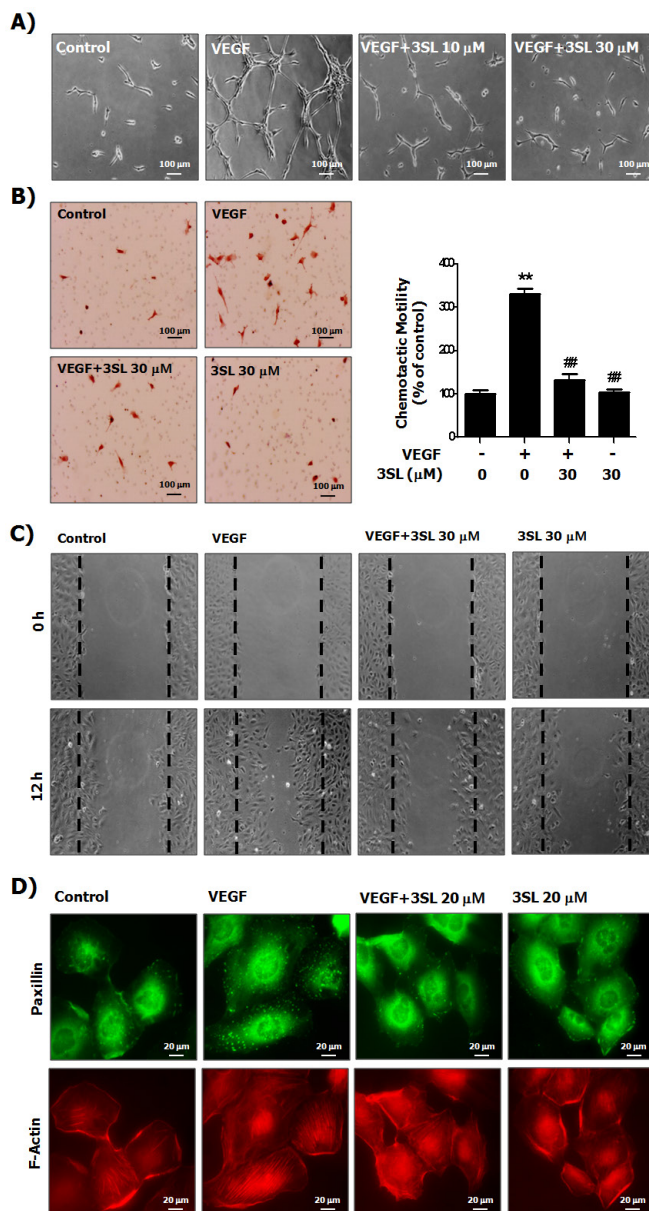 A)
Control VEGF VEGF+3SL 10 µM VEGF+3SL 30 µM
100 µm 100 µm 100 µm 100 µm
B)
Control VEGF
100 µm 100 µm
VEGF+3SL 30 µM 3SL 30 µM
100 µm 100 µm
Chemotactic Motility
(% of control)
400
300
200
100
0
**
##
##
VEGF - + + -
3SL (µM) 0 0 30 30
C)
Control VEGF VEGF+3SL 30 µM 3SL 30 µM
0 h
12 h
D)
Control VEGF VEGF+3SL 20 µM 3SL 20 µM
Paxillin
20 µm 20 µm 20 µm 20 µm
F-Actin
20 µm 20 µm 20 µm 20 µm